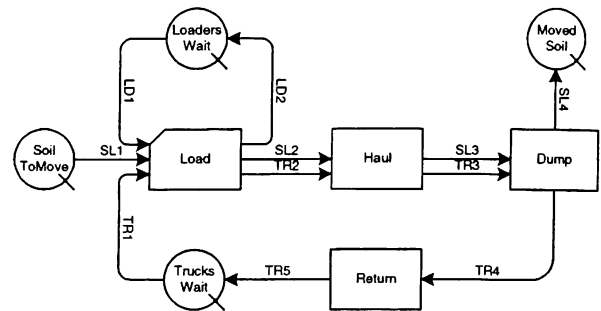 Loaders
Wait
Moved
Soil
LD1
LD2
SL4
Soil
ToMove
SL1
Load
SL2
TR2
Haul
SL3
TR3
Dump
TR1
Trucks
Wait
TR5
Return
TR4